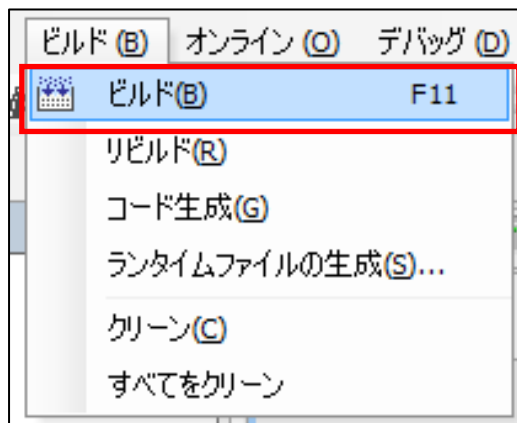 ビルド (B) オンライン (O) デバッグ (D)
ビルド(B) F11
リビルド(R)
コード生成(G)
ランタイムファイルの生成(S)...
クリーン(C)
すべてをクリーン